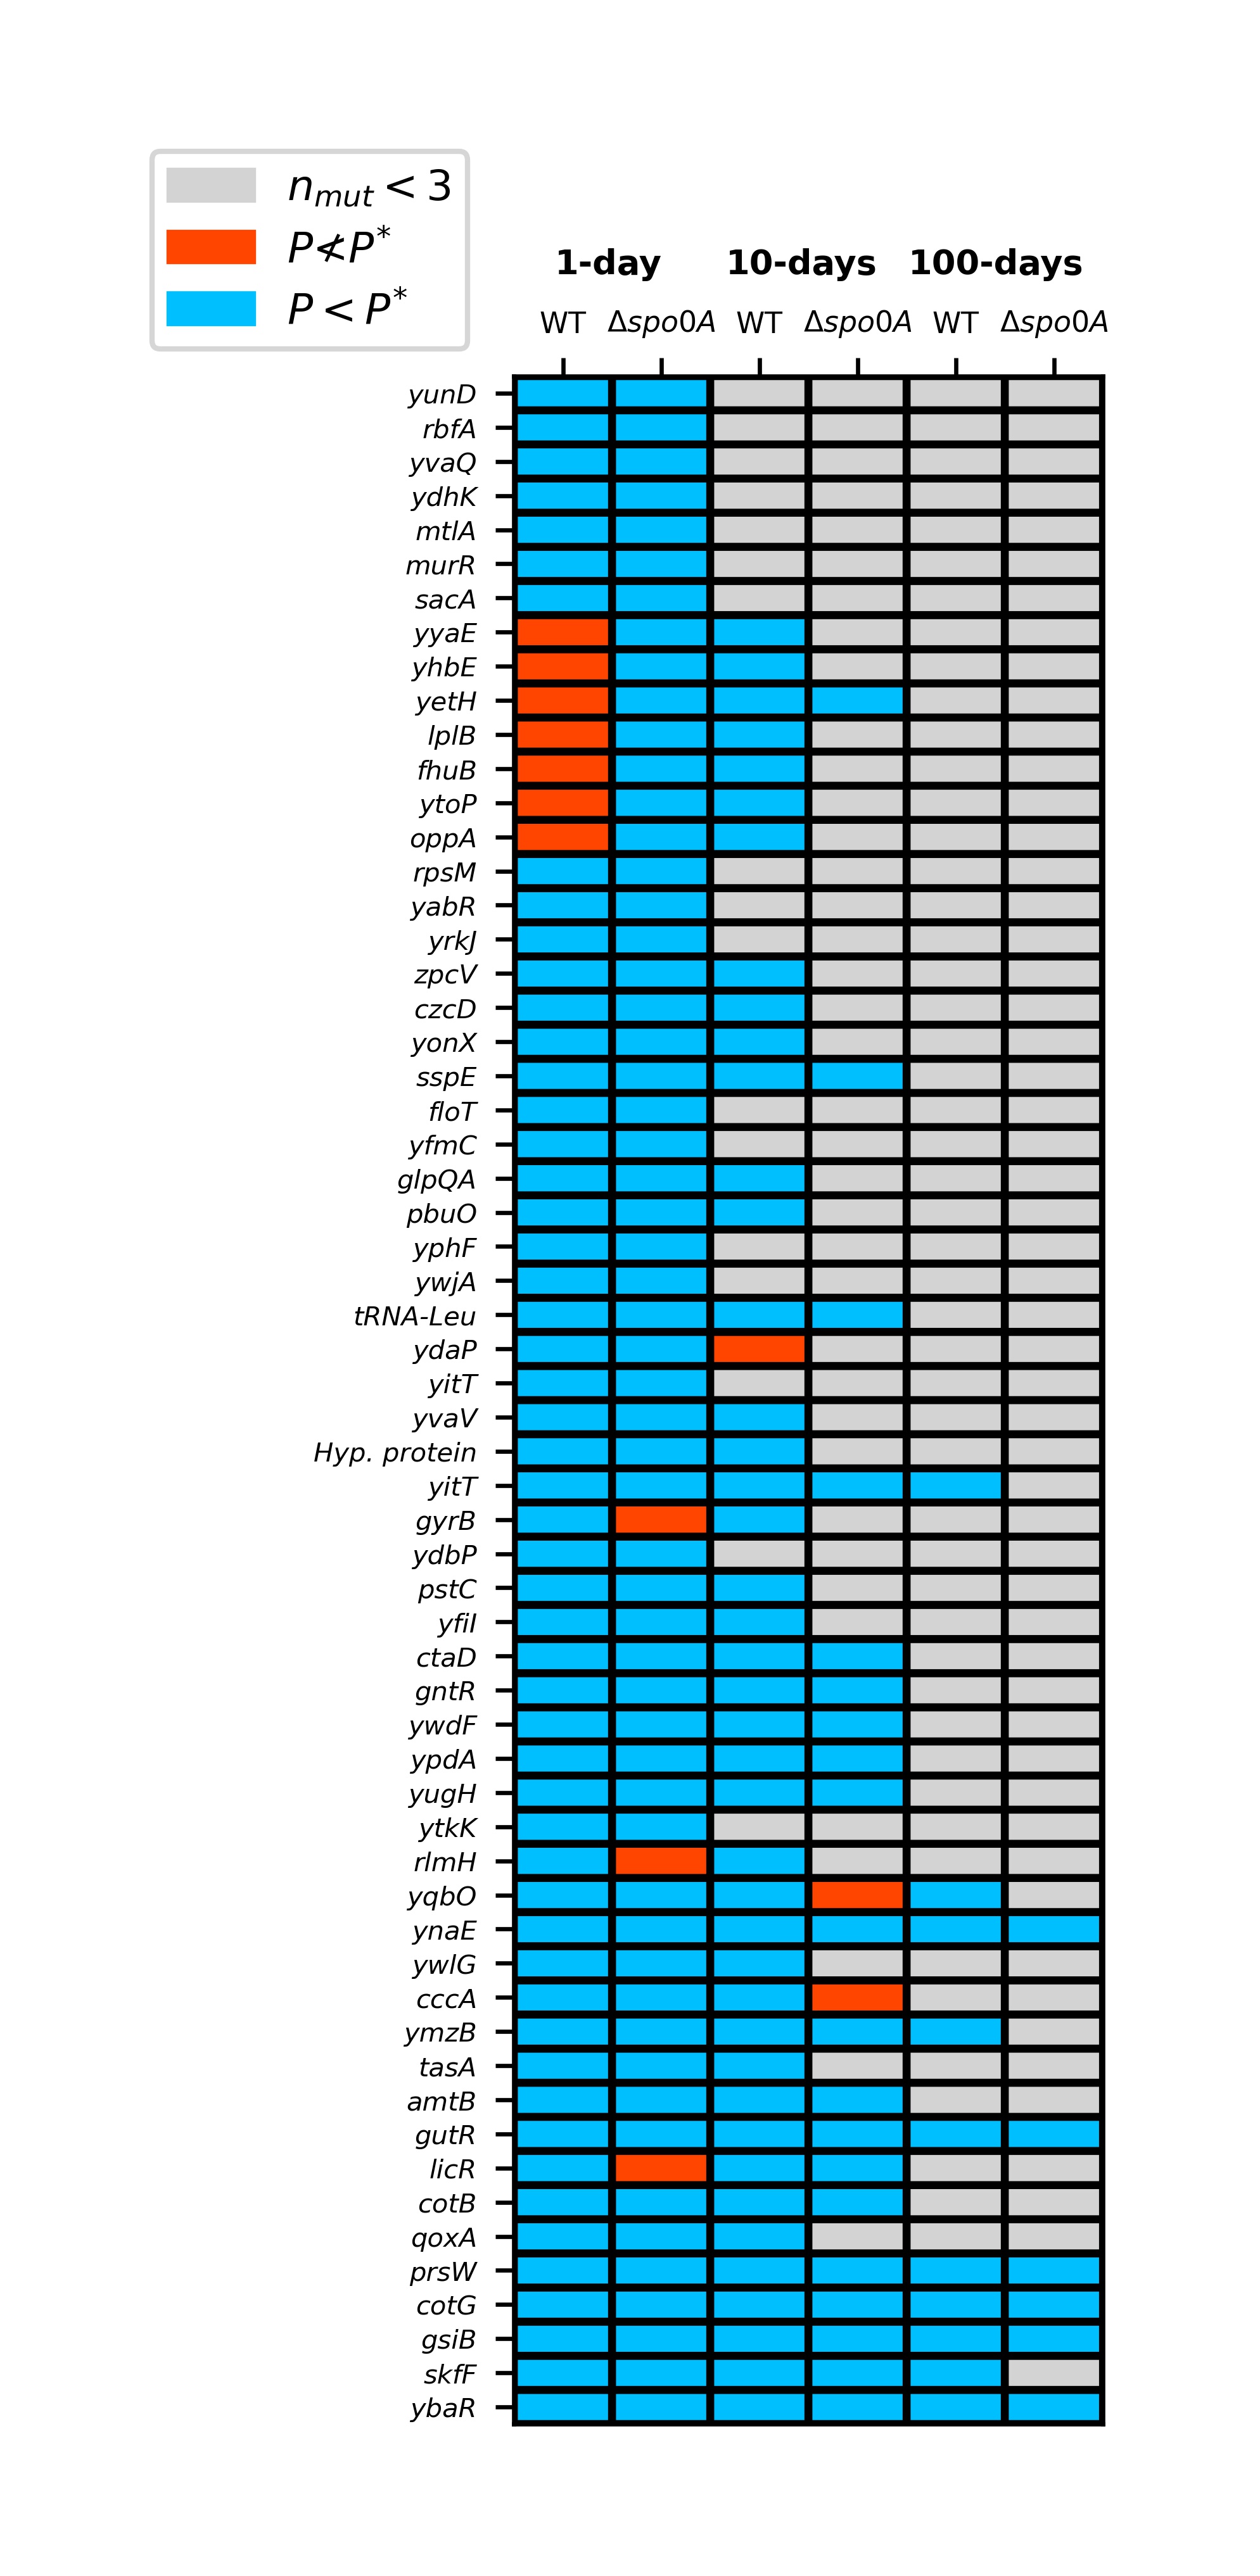 n_mut < 3
P≮P*
P < P*
1-day 10-days 100-days
WT Δspo0A WT Δspo0A WT Δspo0A
yunD
rbfA
yvaQ
ydhK
mtlA
murR
sacA
yyaE
yhbE
yetH
lplB
fhuB
ytoP
oppA
rpsM
yabR
yrkJ
zpcV
czcD
yonX
sspE
floT
yfmC
glpQA
pbuO
yphF
ywjA
tRNA-Leu
ydaP
yitT
yvaV
Hyp. protein
yitT
gyrB
ydbP
pstC
yfiI
ctaD
gntR
ywdF
ypdA
yugH
ytkK
rlmH
yqbO
ynaE
ywlG
cccA
ymzB
tasA
amtB
gutR
licR
cotB
qoxA
prsW
cotG
gsiB
skfF
ybaR